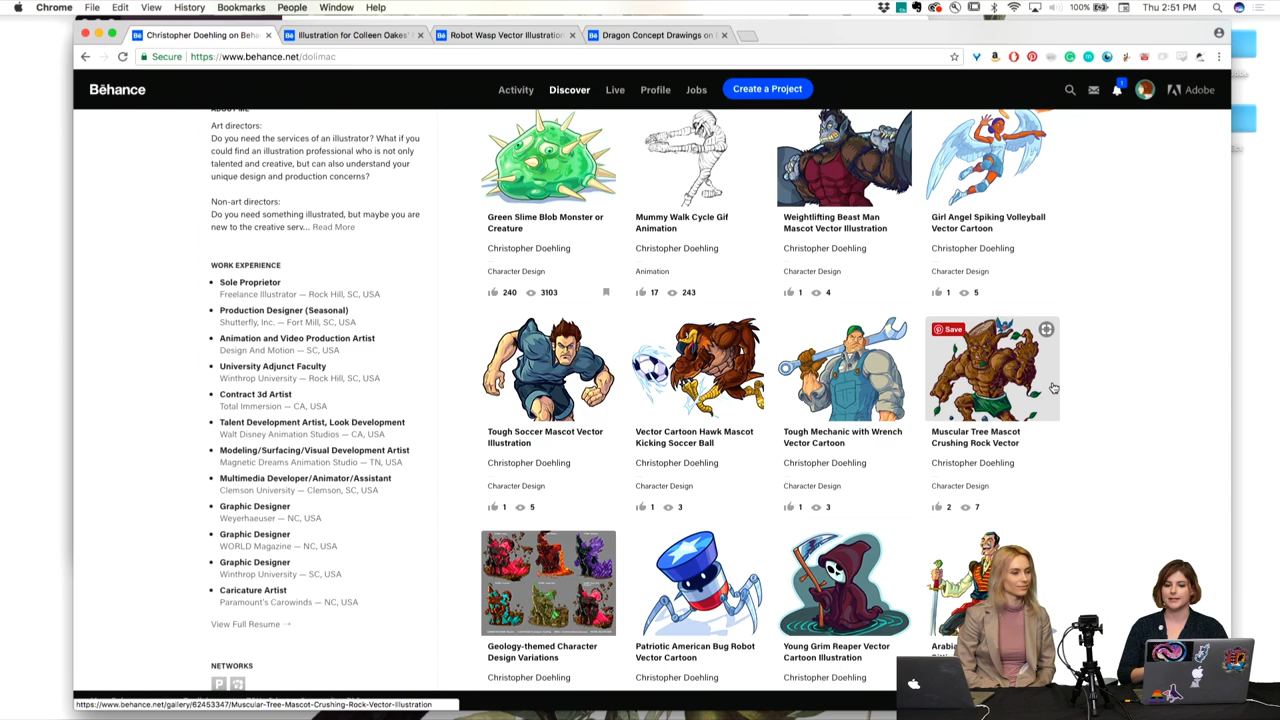 Chrome File Edit View History Bookmarks People Window Help
100% Thu 2:51 PM
Christopher Doehling on Beha
Illustration for Colleen Oakes'
Robot Wasp Vector Illustration
Dragon Concept Drawings on
Secure https://www.behance.net/dolimac
Bēhance
Activity Discover Live Profile Jobs Create a Project
1
Adobe
ABOUT ME
Art directors:
Do you need the services of an illustrator? What if you
could find an illustration professional who is not only
talented and creative, but can also understand your
unique design and production concerns?
Non-art directors:
Do you need something illustrated, but maybe you are
new to the creative serv... Read More
WORK EXPERIENCE
Sole Proprietor
Freelance Illustrator — Rock Hill, SC, USA
Production Designer (Seasonal)
Shutterfly, Inc. — Fort Mill, SC, USA
Animation and Video Production Artist
Design And Motion — SC, USA
University Adjunct Faculty
Winthrop University — Rock Hill, SC, USA
Contract 3d Artist
Total Immersion — CA, USA
Talent Development Artist, Look Development
Walt Disney Animation Studios — CA, USA
Modeling/Surfacing/Visual Development Artist
Magnetic Dreams Animation Studio — TN, USA
Multimedia Developer/Animator/Assistant
Clemson University — Clemson, SC, USA
Graphic Designer
Weyerhaeuser — NC, USA
Graphic Designer
WORLD Magazine — NC, USA
Graphic Designer
Winthrop University — SC, USA
Caricature Artist
Paramount's Carowinds — NC, USA
View Full Resume →
NETWORKS
Green Slime Blob Monster or
Creature
Christopher Doehling
Character Design
240 3103
Mummy Walk Cycle Gif
Animation
Christopher Doehling
Animation
17 243
Weightlifting Beast Man
Mascot Vector Illustration
Christopher Doehling
Character Design
1 4
Girl Angel Spiking Volleyball
Vector Cartoon
Christopher Doehling
Character Design
1 5
Tough Soccer Mascot Vector
Illustration
Christopher Doehling
Character Design
1 5
Vector Cartoon Hawk Mascot
Kicking Soccer Ball
Christopher Doehling
Character Design
1 3
Tough Mechanic with Wrench
Vector Cartoon
Christopher Doehling
Character Design
1 3
Save
Muscular Tree Mascot
Crushing Rock Vector
Christopher Doehling
Character Design
2 7
Geology-themed Character
Design Variations
Christopher Doehling
Patriotic American Bug Robot
Vector Cartoon
Christopher Doehling
Young Grim Reaper Vector
Cartoon Illustration
Christopher Doehling
https://www.behance.net/gallery/62453347/Muscular-Tree-Mascot-Crushing-Rock-Vector-Illustration